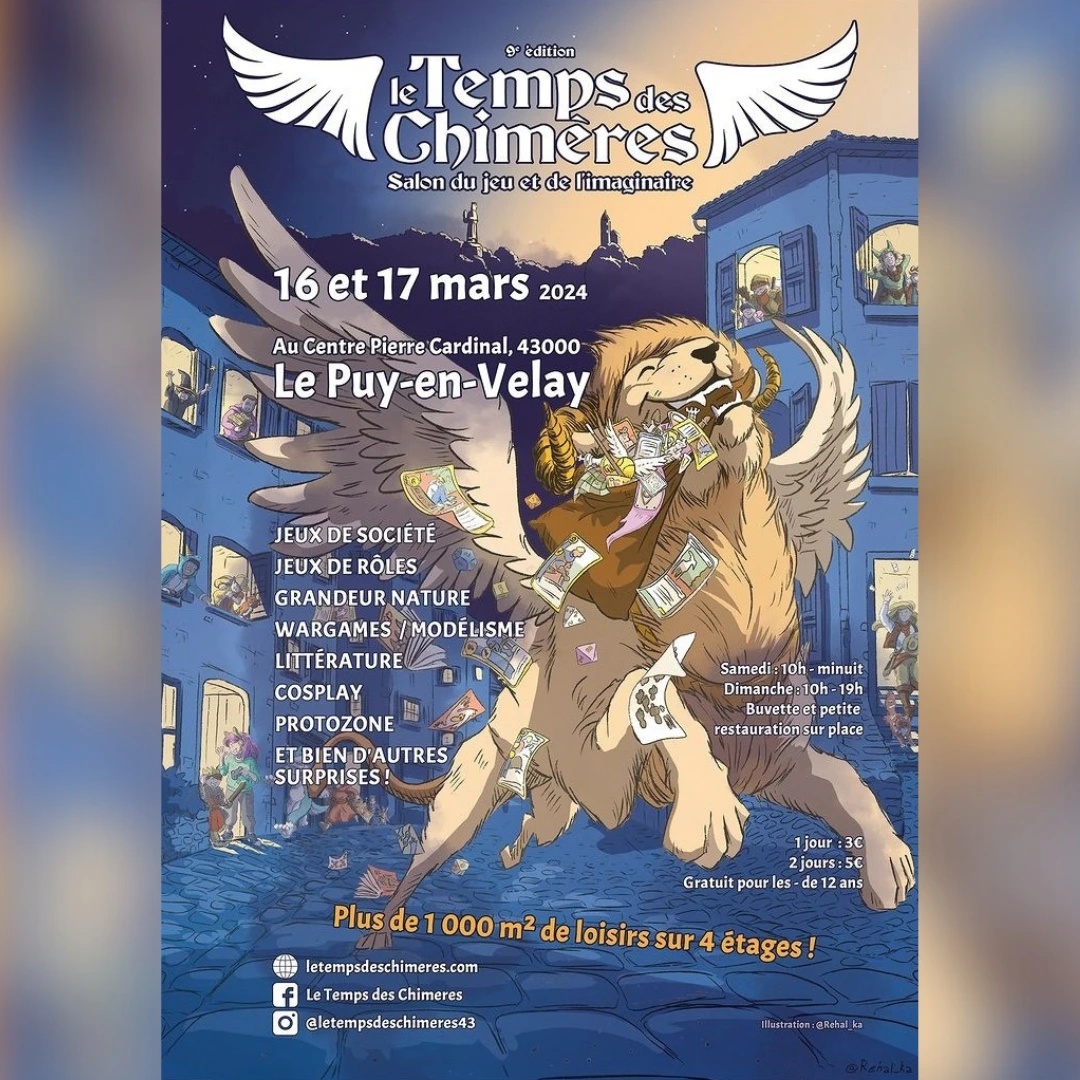 9e édition
le Temps des
Chimères
Salon du jeu et de l'imaginaire
16 et 17 mars 2024
Au Centre Pierre Cardinal, 43000
Le Puy-en-Velay
JEUX DE SOCIÉTÉ
JEUX DE RÔLES
GRANDEUR NATURE
WARGAMES / MODÉLISME
LITTÉRATURE
COSPLAY
PROTOZONE
ET BIEN D'AUTRES
SURPRISES !
Samedi : 10h - minuit
Dimanche : 10h - 19h
Buvette et petite
restauration sur place
1 jour : 3€
2 jours : 5€
Gratuit pour les - de 12 ans
Plus de 1 000 m² de loisirs sur 4 étages !
letempsdeschimeres.com
Le Temps des Chimeres
@letempsdeschimeres43
Illustration : @Rehal_ka
@Rehal_ka